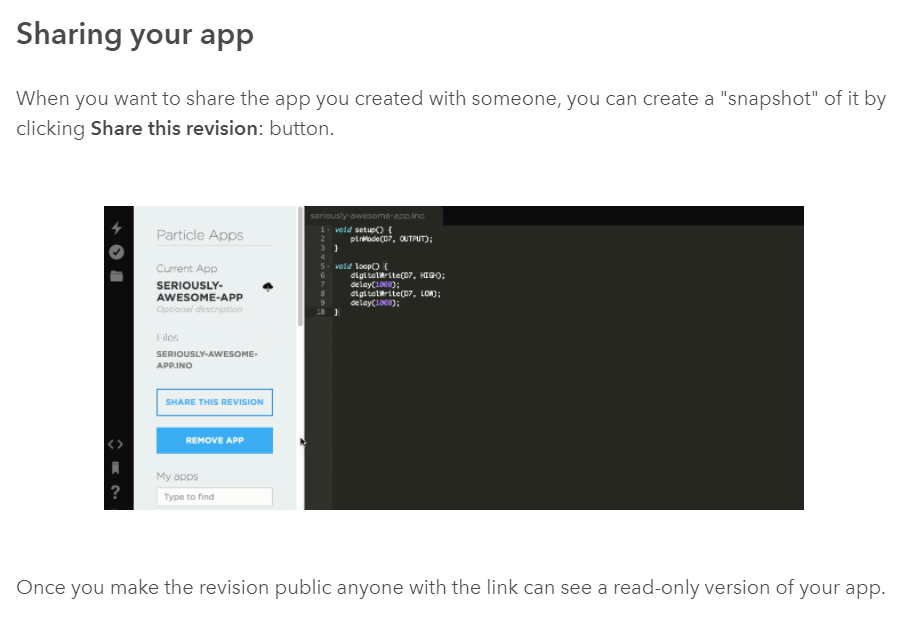 Sharing your app
When you want to share the app you created with someone, you can create a "snapshot" of it by
clicking Share this revision: button.
Particle Apps
Current App
SERIOUSLY-
AWESOME-APP
Optional description
Files
SERIOUSLY-AWESOME-
APP.INO
SHARE THIS REVISION
REMOVE APP
My apps
Type to find
?
seriously-awesome-app.ino
1 void setup() {
2 pinMode(D7, OUTPUT);
3 }
4
5 void loop() {
6 digitalWrite(D7, HIGH);
7 delay(1000);
8 digitalWrite(D7, LOW);
9 delay(1000);
10 }
Once you make the revision public anyone with the link can see a read-only version of your app.